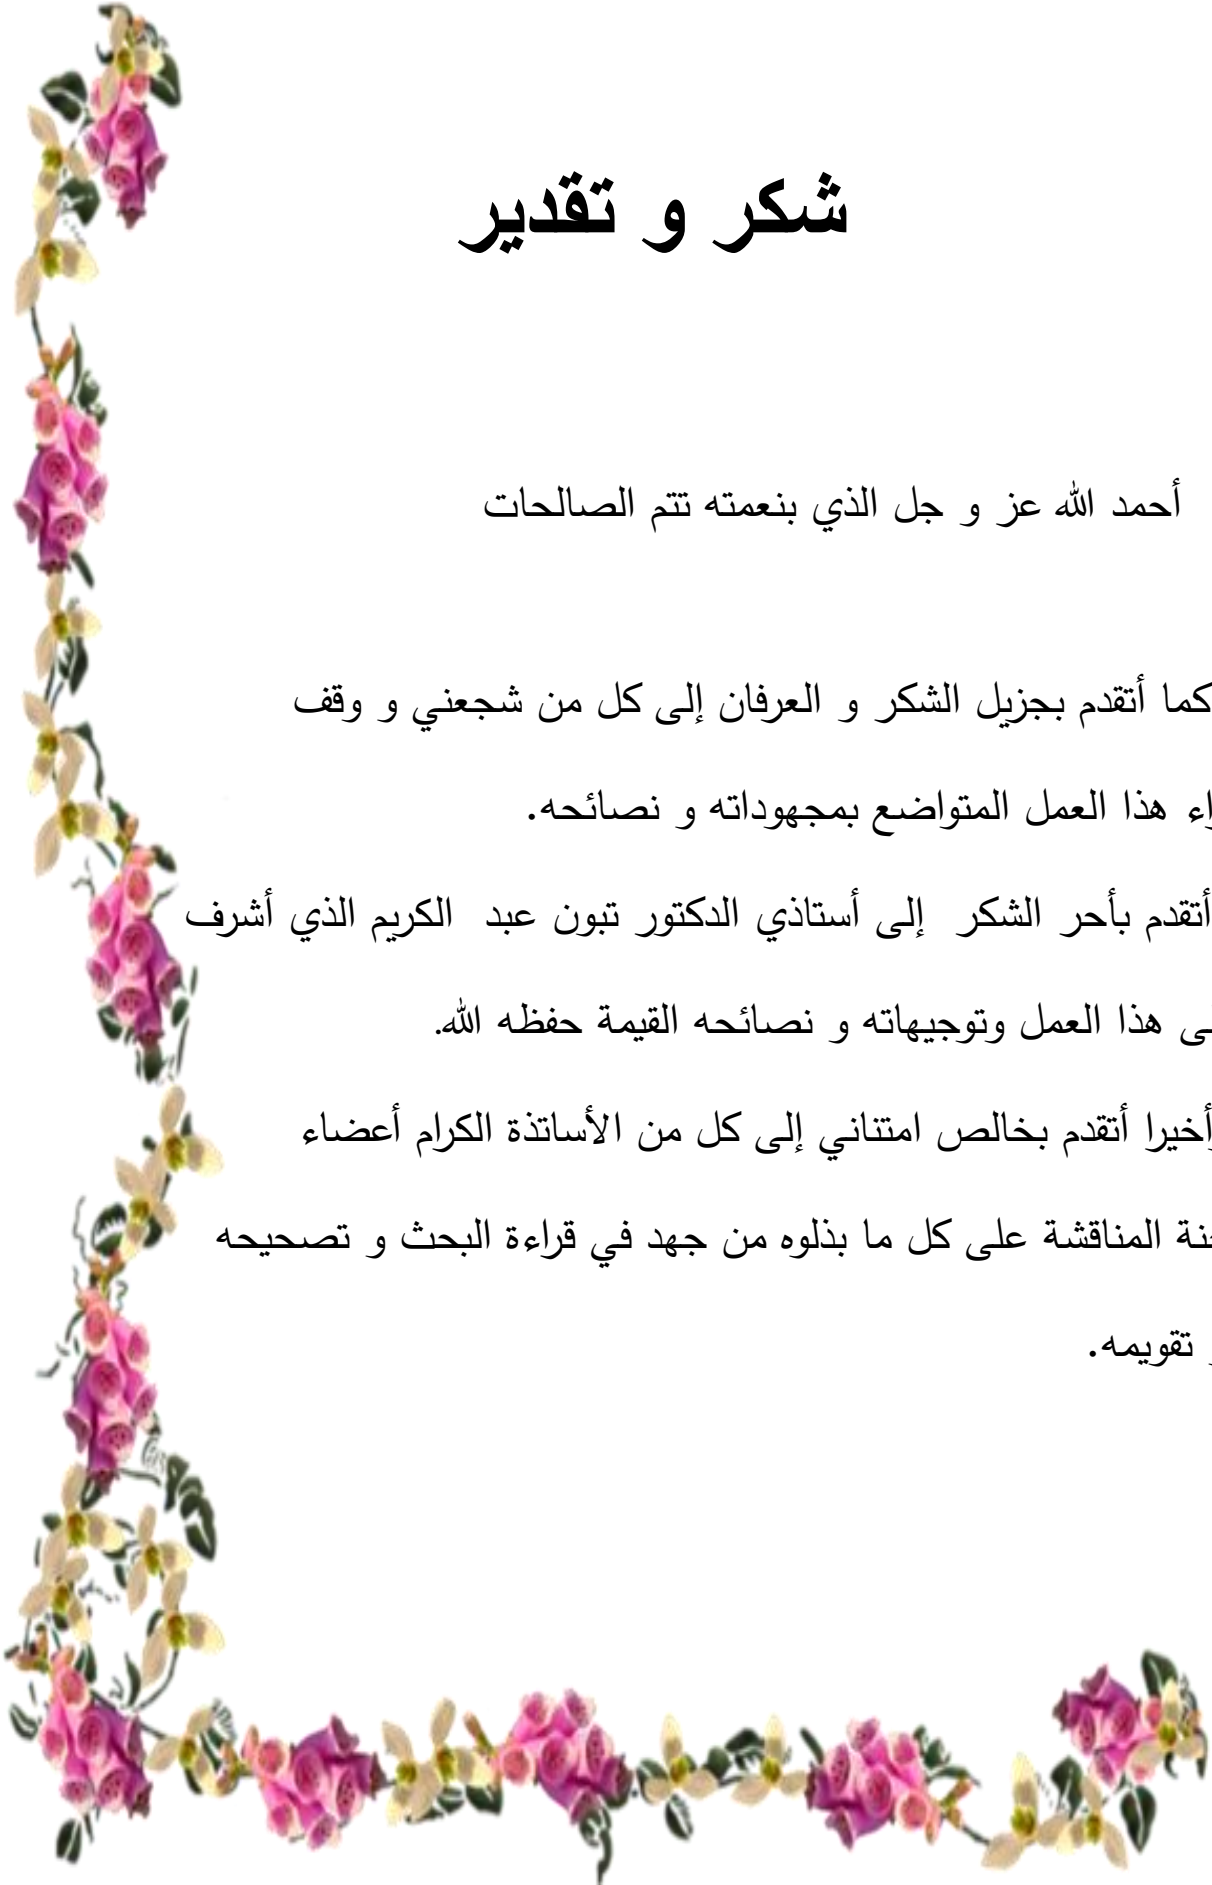 شكر و تقدير
أحمد الله عز و جل الذي بنعمته تتم الصالحات
كما أتقدم بجزيل الشكر و العرفان إلى كل من شجعني و وقف
هذا العمل المتواضع بمجهوداته و نصائحه.
أتقدم بأحر الشكر إلى أستاذي الدكتور تبون عبد الكريم الذي أشرف
هذا العمل وتوجيهاته و نصائحه القيمة حفظه الله.
أخيرا أتقدم بخالص امتناني إلى كل من الأساتذة الكرام أعضاء
المناقشة على كل ما بذلوه من جهد في قراءة البحث و تصحيحه
تقويمه.